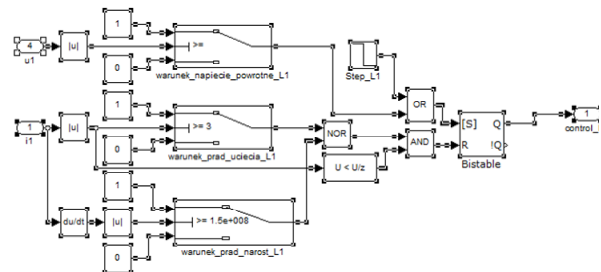 1
4
u1
|u|
>=
0
warunek_napiecie_powrotne_L1
Step_L1
1
1
i1
|u|
>= 3
0
warunek_prad_uciecia_L1
NOR
OR
AND
U < U/z
[S] Q
R !Q
Bistable
1
control_
1
du/dt
|u|
>= 1.5e+008
0
warunek_prad_narost_L1